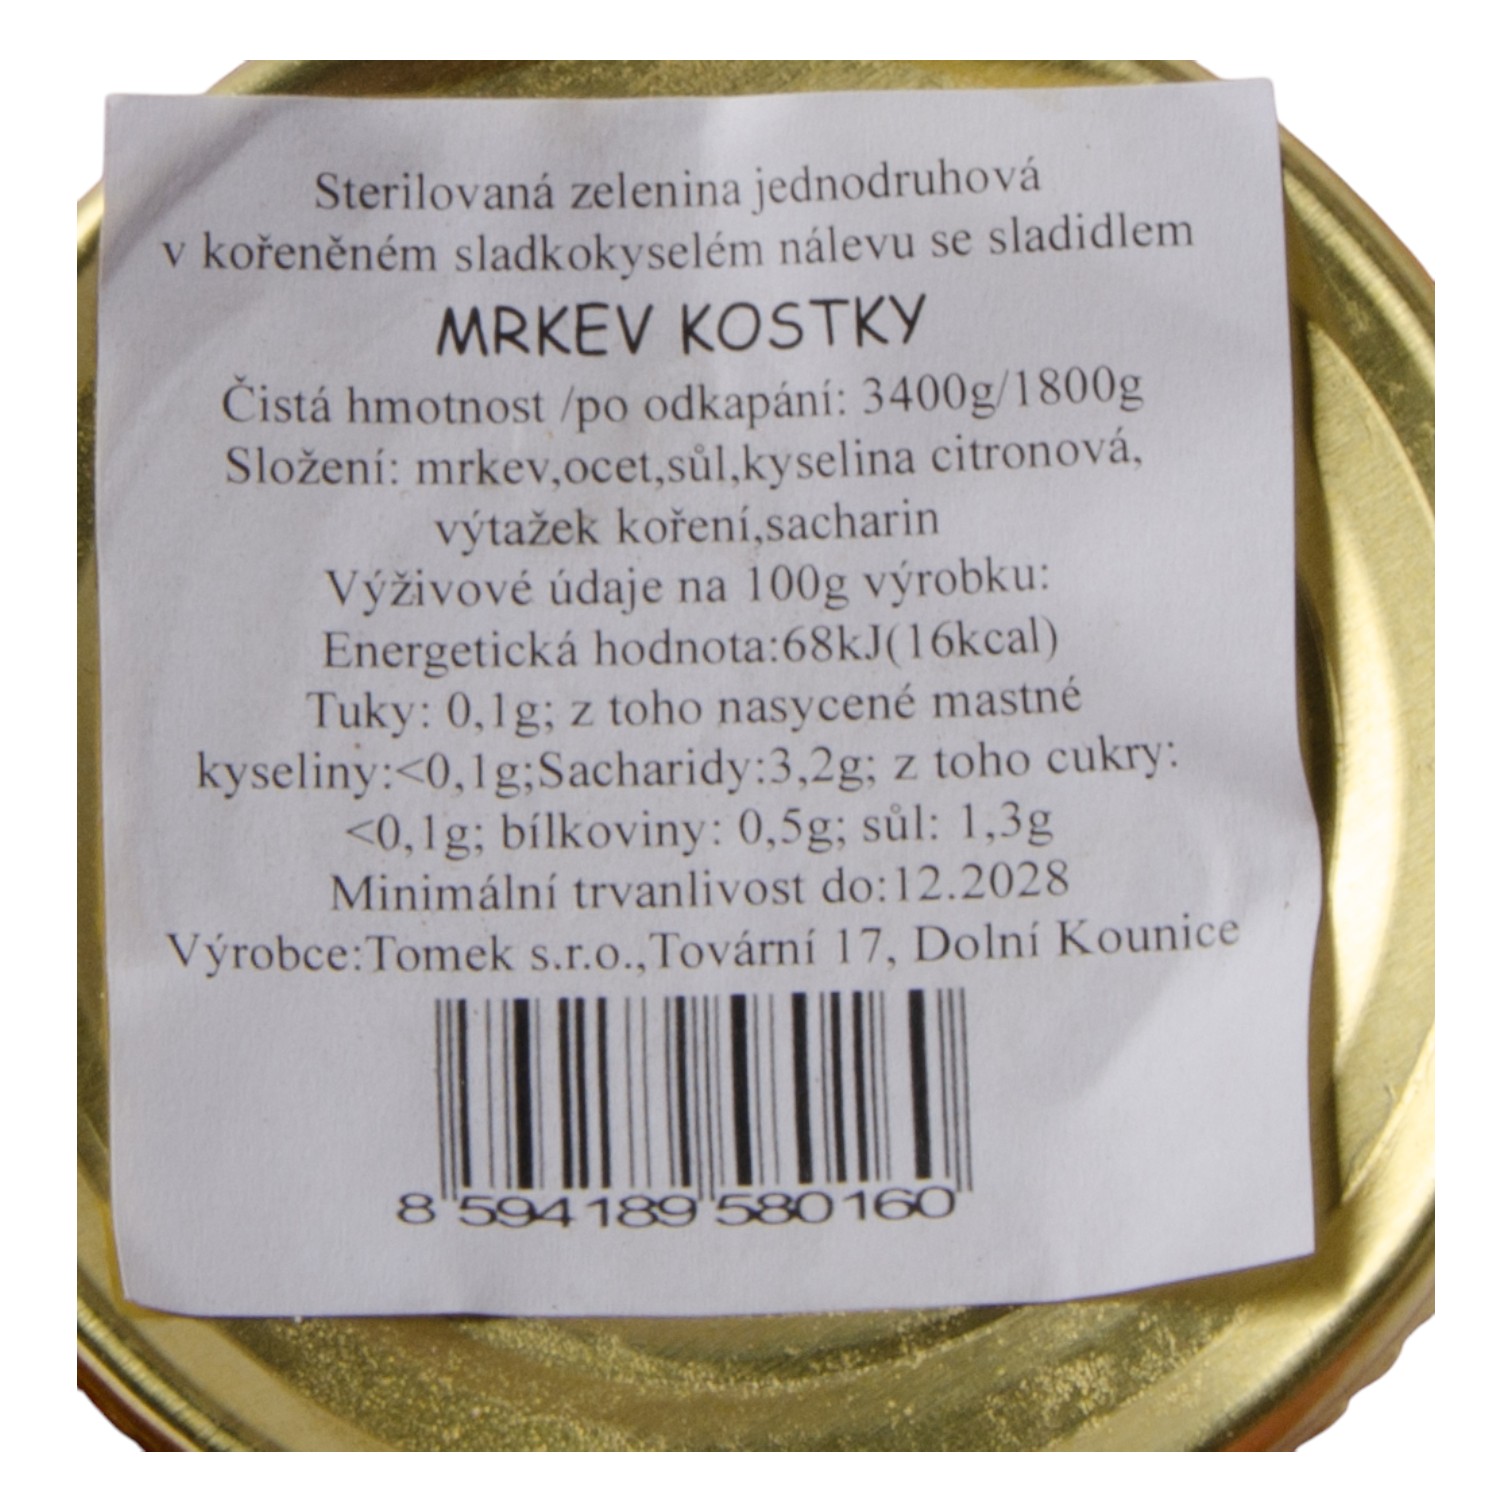 Sterilovaná zelenina jednodruhová
v kořeněném sladkokyselém nálevu se sladidlem
MRKEV KOSTKY
Čistá hmotnost /po odkapání: 3400g/1800g
Složení: mrkev,ocet,sůl,kyselina citronová,
výtažek koření,sacharin
Výživové údaje na 100g výrobku:
Energetická hodnota:68kJ(16kcal)
Tuky: 0,1g; z toho nasycené mastné
kyseliny:<0,1g;Sacharidy:3,2g; z toho cukry:
<0,1g; bílkoviny: 0,5g; sůl: 1,3g
Minimální trvanlivost do:12.2028
Výrobce:Tomek s.r.o.,Tovární 17, Dolní Kounice
8 594189 580160